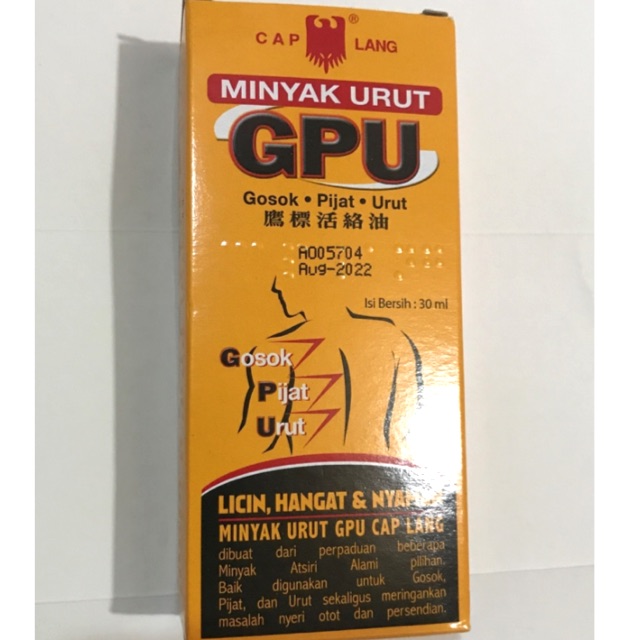 CAP LANG
®
MINYAK URUT
GPU
Gosok • Pijat • Urut
鷹標活絡油
A005704
Aug-2022
Isi Bersih : 30 ml
Gosok
Pijat
Urut
LICIN, HANGAT &
MINYAK URUT GPU CAP LANG
dibuat dari perpaduan beberapa
Minyak Atsiri Alami pilihan.
Baik digunakan untuk Gosok,
Pijat, dan Urut sekaligus meringankan
masalah nyeri otot dan persendian.